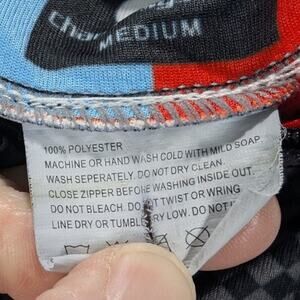 MEDIUM
100% POLYESTER
MACHINE OR HAND WASH COLD WITH MILD SOAP.
WASH SEPERATELY. DO NOT DRY CLEAN.
CLOSE ZIPPER BEFORE WASHING INSIDE OUT.
DO NOT BLEACH. DO NOT TWIST OR WRING
LINE DRY OR TUMBLE DRY LOW. DO NOT